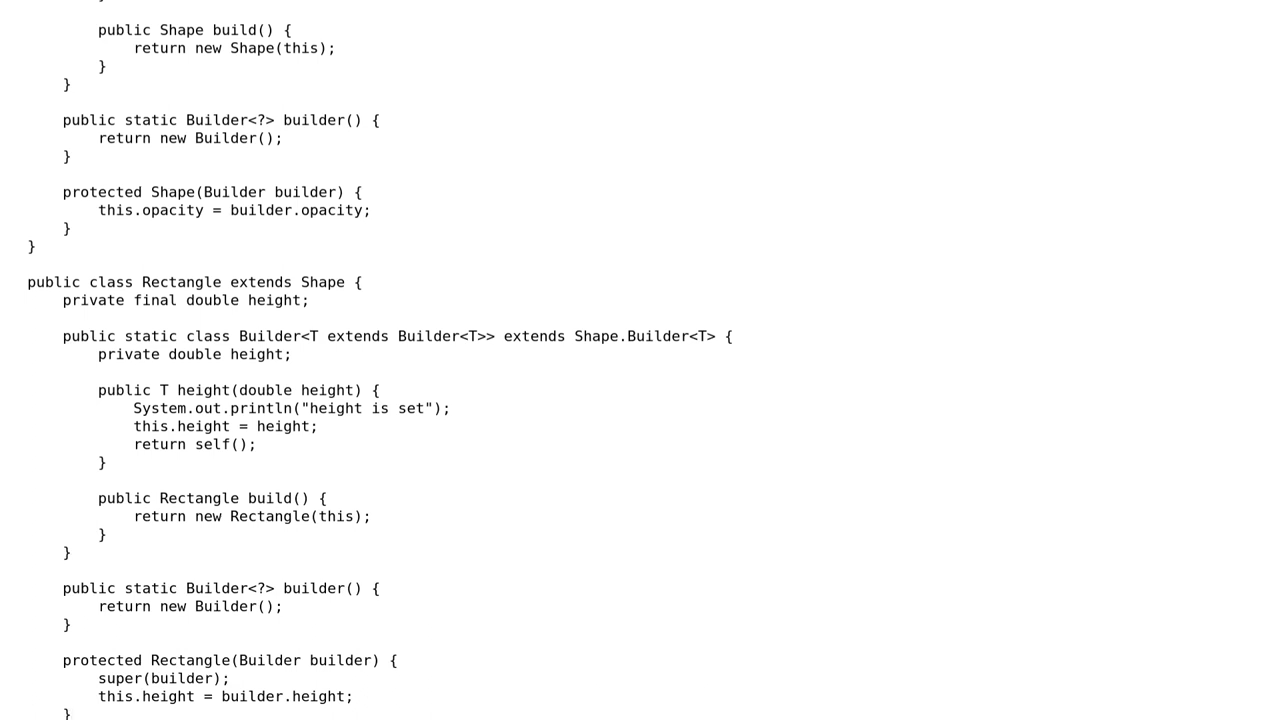 public Shape build() {
            return new Shape(this);
        }
    }

    public static Builder<?> builder() {
        return new Builder();
    }

    protected Shape(Builder builder) {
        this.opacity = builder.opacity;
    }
}

public class Rectangle extends Shape {
    private final double height;

    public static class Builder<T extends Builder<T>> extends Shape.Builder<T> {
        private double height;

        public T height(double height) {
            System.out.println("height is set");
            this.height = height;
            return self();
        }

        public Rectangle build() {
            return new Rectangle(this);
        }
    }

    public static Builder<?> builder() {
        return new Builder();
    }

    protected Rectangle(Builder builder) {
        super(builder);
        this.height = builder.height;
    }